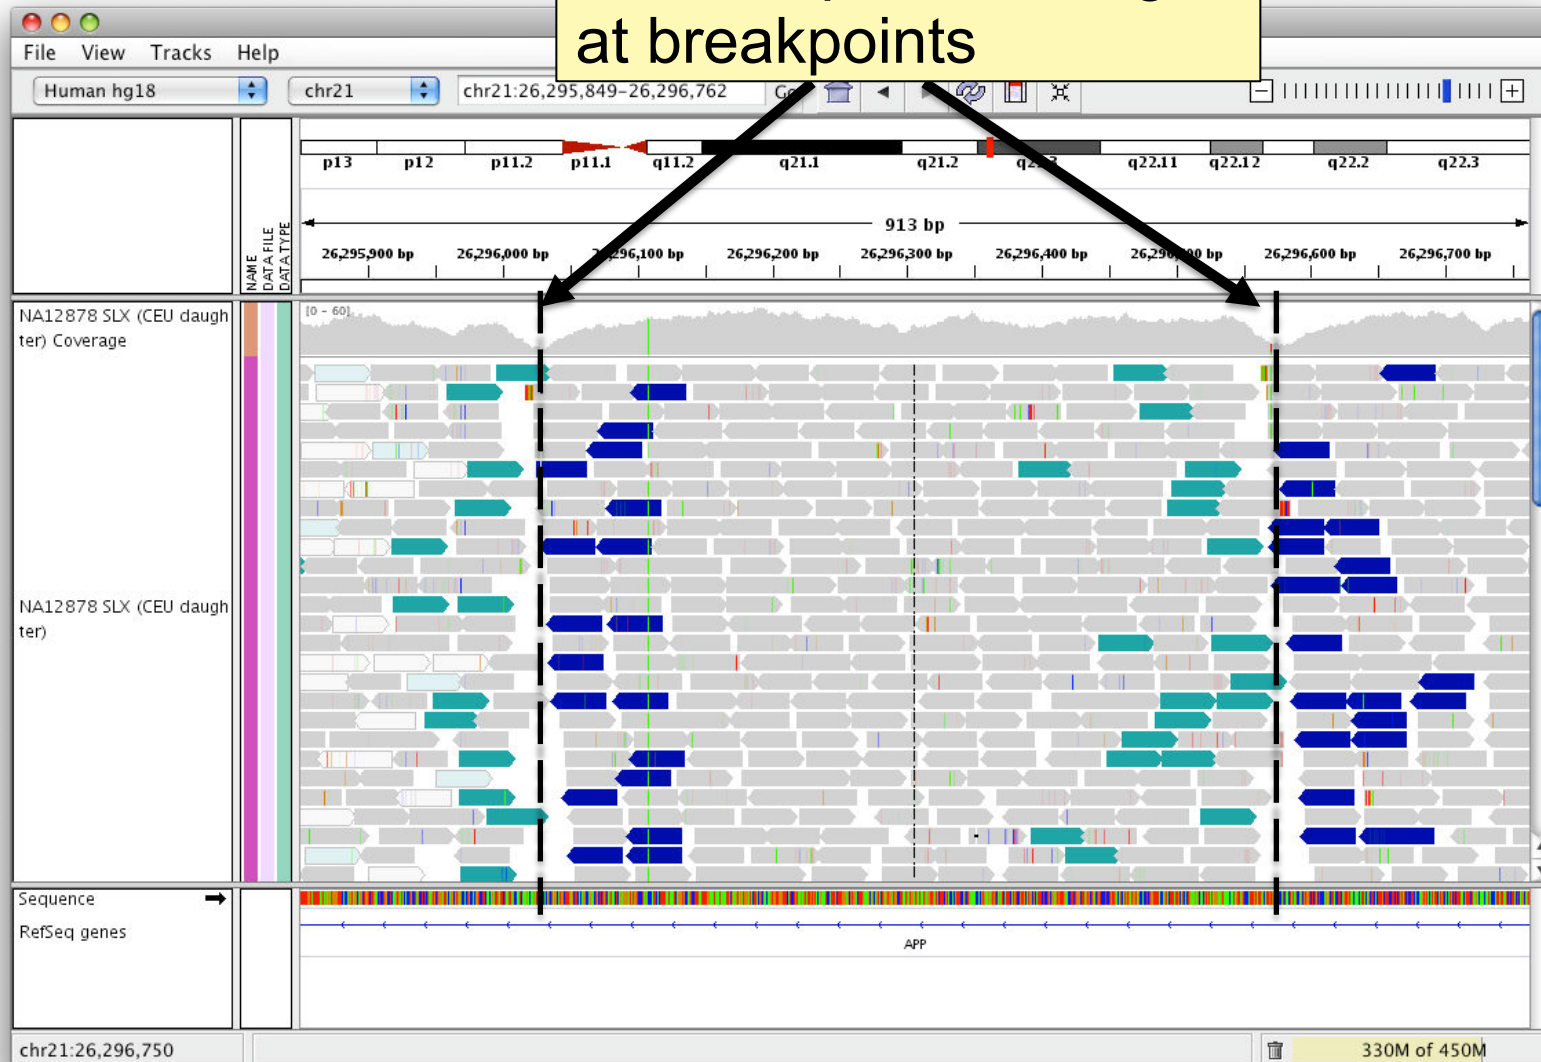 at breakpoints
File View Tracks Help
Human hg18 chr21 chr21:26,295,849-26,296,762
p13 p12 p11.2 p11.1 q11.2 q21.1 q21.2 q22.11 q22.12 q22.2 q22.3
913 bp
26,295,900 bp 26,296,000 bp 26,296,200 bp 26,296,300 bp 26,296,400 bp 26,296,600 bp 26,296,700 bp
NAME
DATA FILE
DATA TYPE
[0 - 60]
NA12878 SLX (CEU daugh
ter) Coverage
NA12878 SLX (CEU daugh
ter)
Sequence
RefSeq genes
APP
chr21:26,296,750 330M of 450M